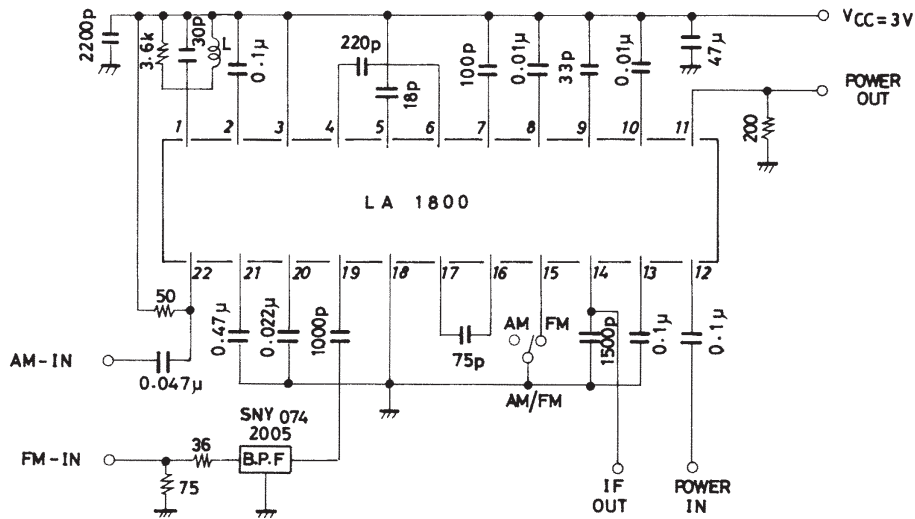 VCC=3V
2200p
3.6k
30p
L
0.1μ
220p
18p
100p
0.01μ
33p
0.01μ
47μ
POWER
OUT
200
1 2 3 4 5 6 7 8 9 10 11
LA 1800
22 21 20 19 18 17 16 15 14 13 12
50
0.47μ
0.022μ
1000p
75p
AM FM
1500p
0.1μ
0.1μ
AM-IN
0.047μ
AM/FM
SNY 074
2005
B.P.F
FM-IN
36
75
IF
OUT
POWER
IN